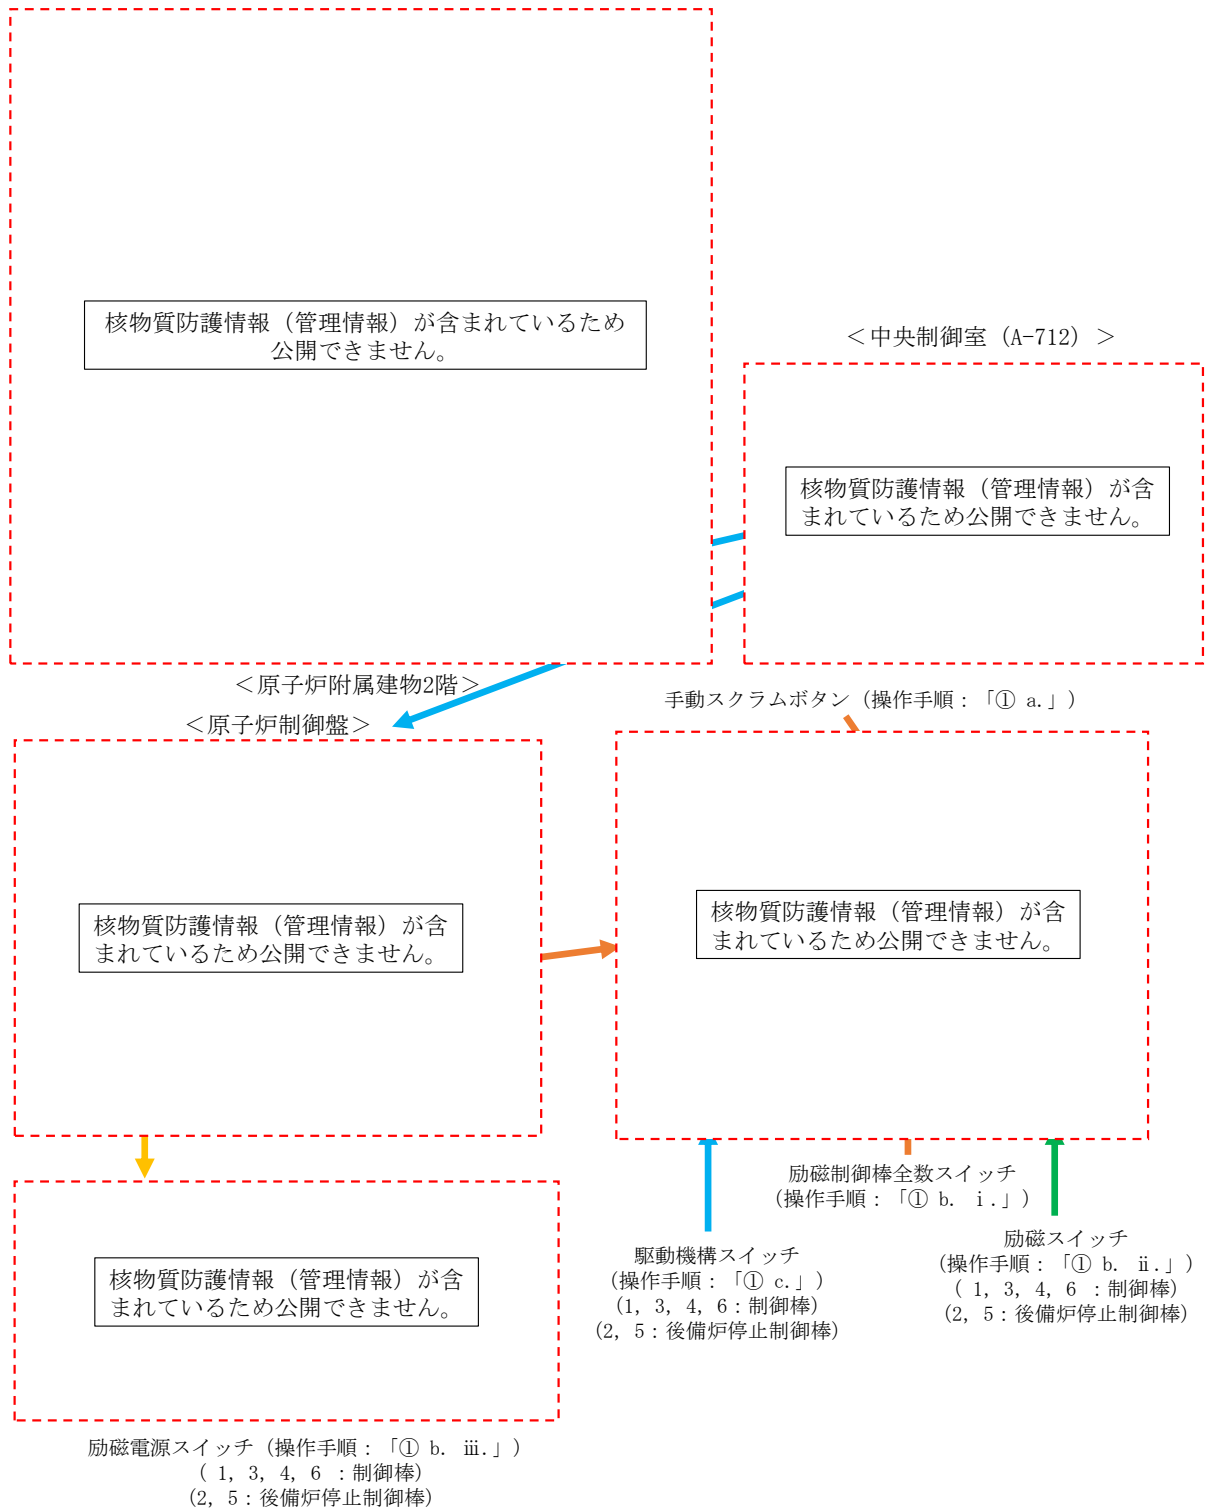 核物質防護情報（管理情報）が含まれているため
公開できません。
＜中央制御室（A-712）＞
核物質防護情報（管理情報）が含
まれているため公開できません。
＜原子炉附属建物2階＞
＜原子炉制御盤＞
手動スクラムボタン（操作手順：「① a.」）
核物質防護情報（管理情報）が含
まれているため公開できません。
核物質防護情報（管理情報）が含
まれているため公開できません。
励磁制御棒全数スイッチ
（操作手順：「① b. ⅰ.」）
駆動機構スイッチ
（操作手順：「① c.」）
（1, 3, 4, 6：制御棒）
（2, 5：後備炉停止制御棒）
励磁スイッチ
（操作手順：「① b. ⅱ.」）
（ 1, 3, 4, 6 ：制御棒）
（2, 5：後備炉停止制御棒）
核物質防護情報（管理情報）が含
まれているため公開できません。
励磁電源スイッチ（操作手順：「① b. ⅲ.」）
（ 1, 3, 4, 6 ：制御棒）
（2, 5：後備炉停止制御棒）